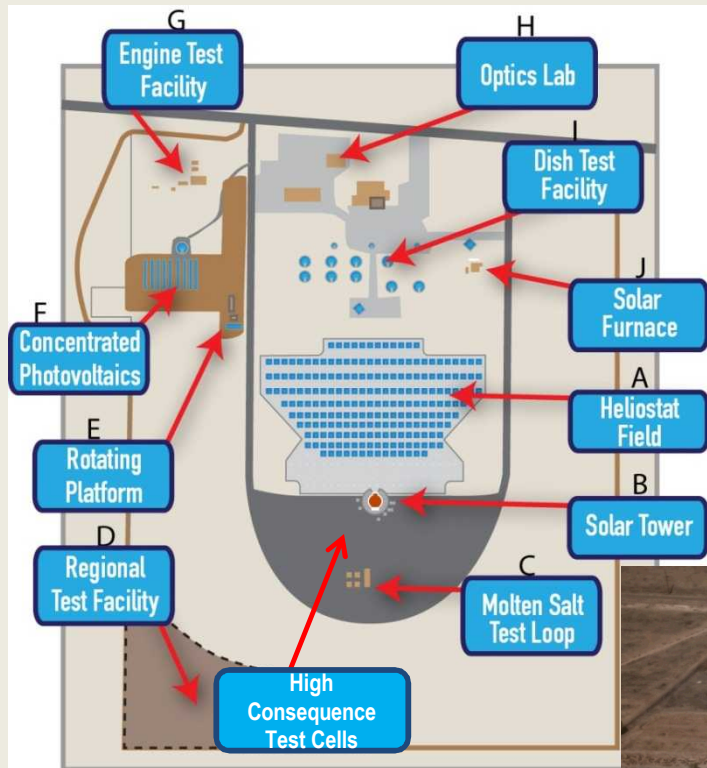 G
Engine Test
Facility
H
Optics Lab
I
Dish Test
Facility
J
Solar
Furnace
F
Concentrated
Photovoltaics
A
Heliostat
Field
E
Rotating
Platform
B
Solar Tower
D
Regional
Test Facility
C
Molten Salt
Test Loop
High
Consequence
Test Cells